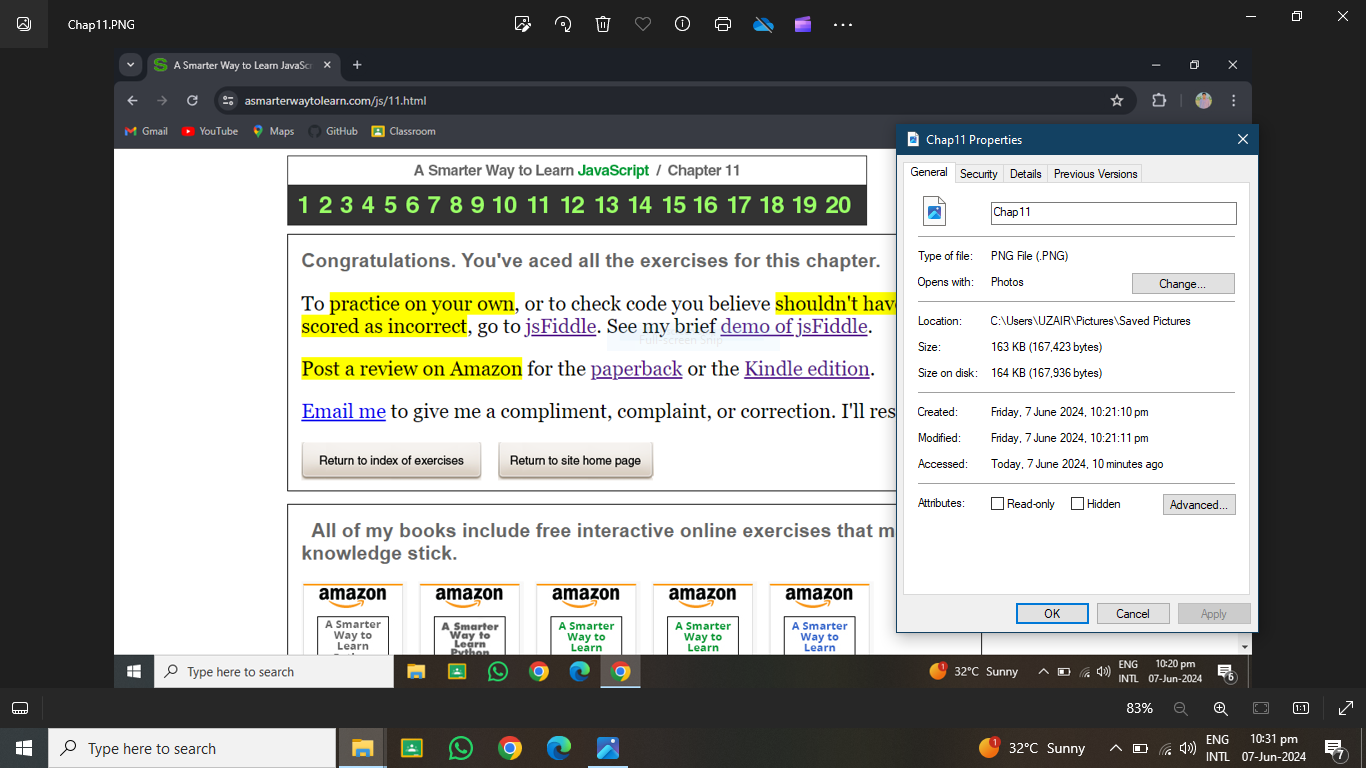 Chap11.PNG
A Smarter Way to Learn JavaSc
asmarterwaytolearn.com/js/11.html
Gmail YouTube Maps GitHub Classroom
A Smarter Way to Learn JavaScript / Chapter 11
1 2 3 4 5 6 7 8 9 10 11 12 13 14 15 16 17 18 19 20
Congratulations. You've aced all the exercises for this chapter.
To practice on your own, or to check code you believe shouldn't hav
scored as incorrect, go to jsFiddle. See my brief demo of jsFiddle.
Full-screen Snip
Post a review on Amazon for the paperback or the Kindle edition.
Email me to give me a compliment, complaint, or correction. I'll res
Return to index of exercises Return to site home page
All of my books include free interactive online exercises that m
knowledge stick.
amazon amazon amazon amazon amazon
A Smarter A Smarter A Smarter A Smarter A Smarter
Way to Way to Way to Way to Way to
Learn Learn Learn Learn Learn
Chap11 Properties
General Security Details Previous Versions
Chap11
Type of file: PNG File (.PNG)
Opens with: Photos Change...
Location: C:\Users\UZAIR\Pictures\Saved Pictures
Size: 163 KB (167,423 bytes)
Size on disk: 164 KB (167,936 bytes)
Created: Friday, 7 June 2024, 10:21:10 pm
Modified: Friday, 7 June 2024, 10:21:11 pm
Accessed: Today, 7 June 2024, 10 minutes ago
Attributes: Read-only Hidden Advanced...
OK Cancel Apply
Type here to search
1 32°C Sunny
ENG 10:20 pm
INTL 07-Jun-2024 6
83% 1:1
Type here to search
1 32°C Sunny
ENG 10:31 pm
INTL 07-Jun-2024 7